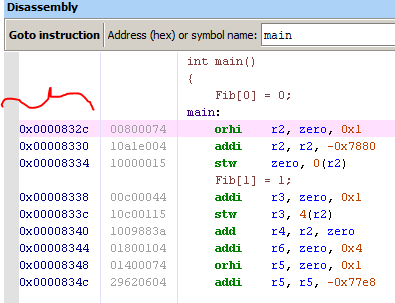 Disassembly
Goto instruction Address (hex) or symbol name: main
int main()
{
Fib[0] = 0;
main:
0x0000832c 00800074 orhi r2, zero, 0x1
0x00008330 10a1e004 addi r2, r2, -0x7880
0x00008334 10000015 stw zero, 0(r2)
Fib[1] = 1;
0x00008338 00c00044 addi r3, zero, 0x1
0x0000833c 10c00115 stw r3, 4(r2)
0x00008340 1009883a add r4, r2, zero
0x00008344 01800104 addi r6, zero, 0x4
0x00008348 01400074 orhi r5, zero, 0x1
0x0000834c 29620604 addi r5, r5, -0x77e8